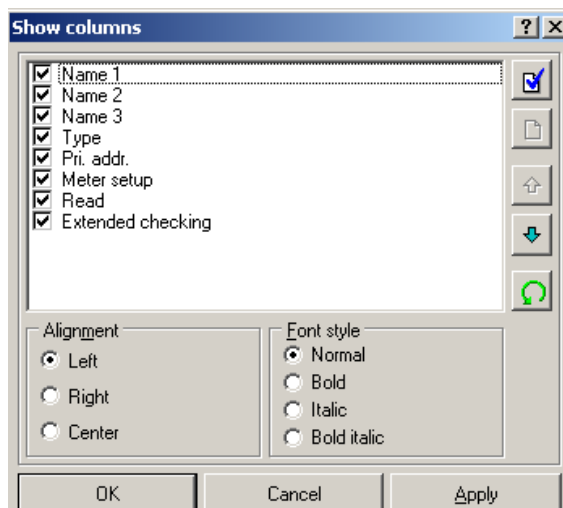 Show columns
Name 1
Name 2
Name 3
Type
Pri. addr.
Meter setup
Read
Extended checking
Alignment
Left
Right
Center
Font style
Normal
Bold
Italic
Bold italic
OK Cancel Apply